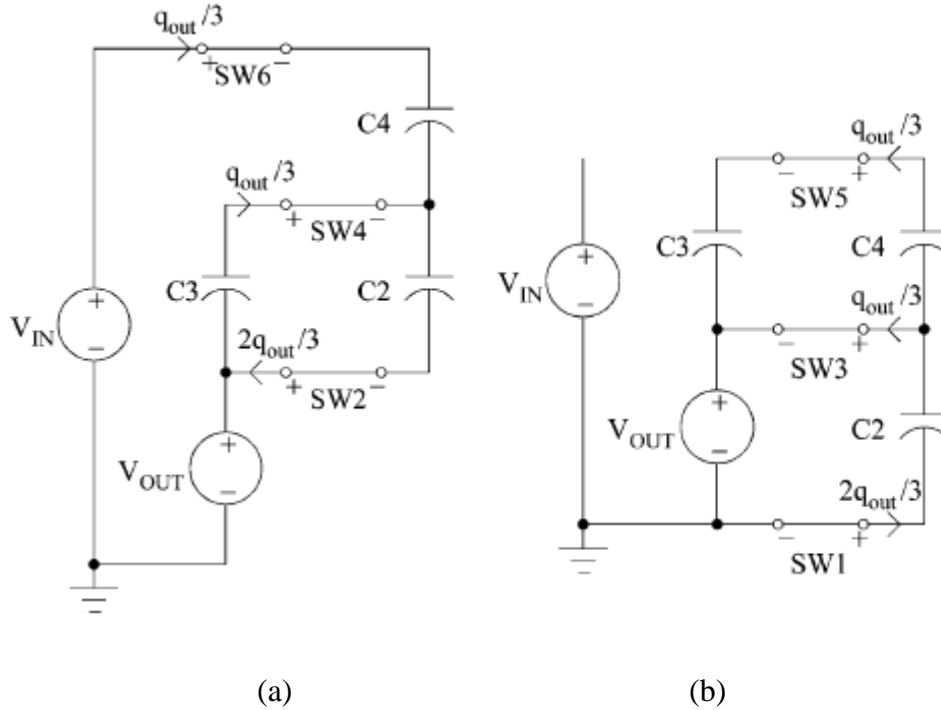 q_out/3
+ −
SW6
C4
q_out/3
+ −
SW4
C3
C2
+
V_IN
−
2q_out/3
+ −
SW2
+
V_OUT
−
q_out/3
− +
SW5
C3
C4
+
V_IN
−
q_out/3
− +
SW3
+
V_OUT
−
C2
2q_out/3
− +
SW1
(a)
(b)